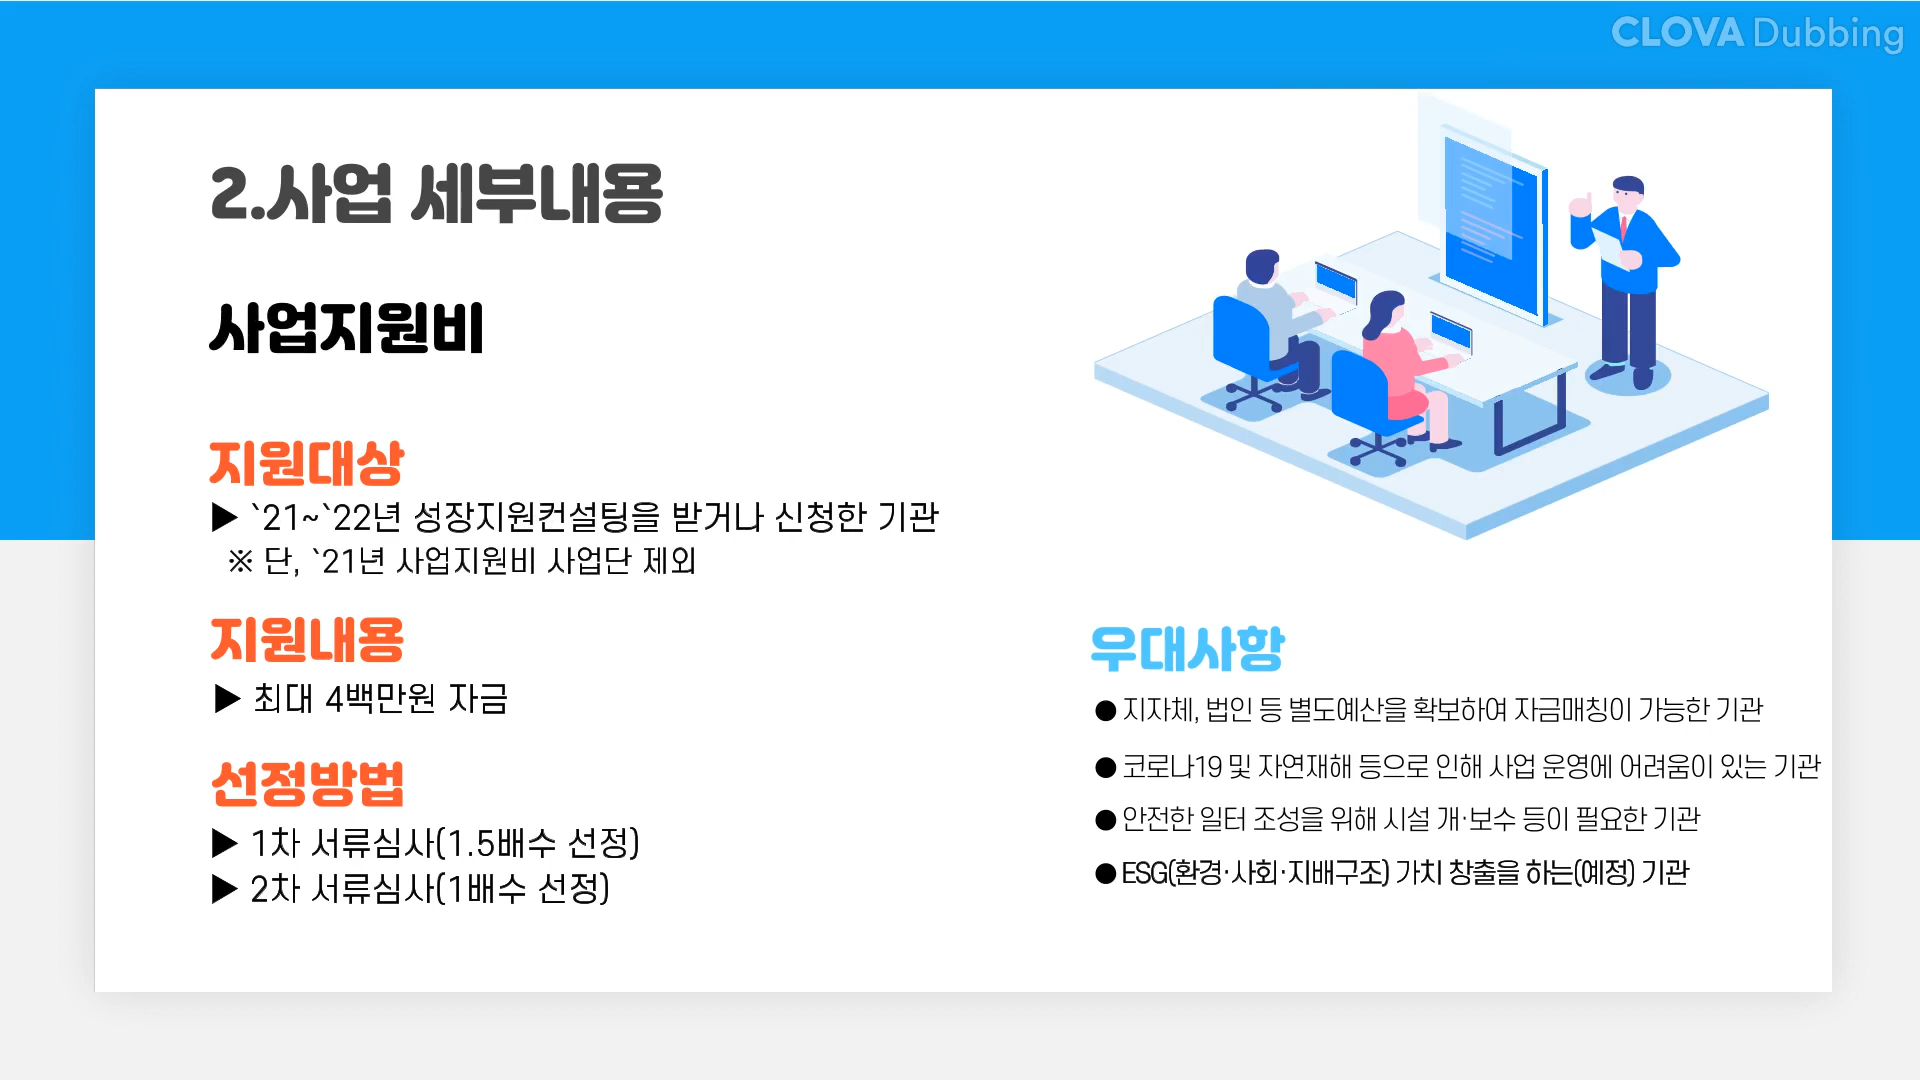 CLOVA Dubbing
2.사업 세부내용
사업지원비
지원대상
▶ `21~`22년 성장지원컨설팅을 받거나 신청한 기관
※ 단, `21년 사업지원비 사업단 제외
지원내용
▶ 최대 4백만원 자금
선정방법
▶ 1차 서류심사(1.5배수 선정)
▶ 2차 서류심사(1배수 선정)
우대사항
● 지자체, 법인 등 별도예산을 확보하여 자금매칭이 가능한 기관
● 코로나19 및 자연재해 등으로 인해 사업 운영에 어려움이 있는 기관
● 안전한 일터 조성을 위해 시설 개·보수 등이 필요한 기관
● ESG(환경·사회·지배구조) 가치 창출을 하는(예정) 기관